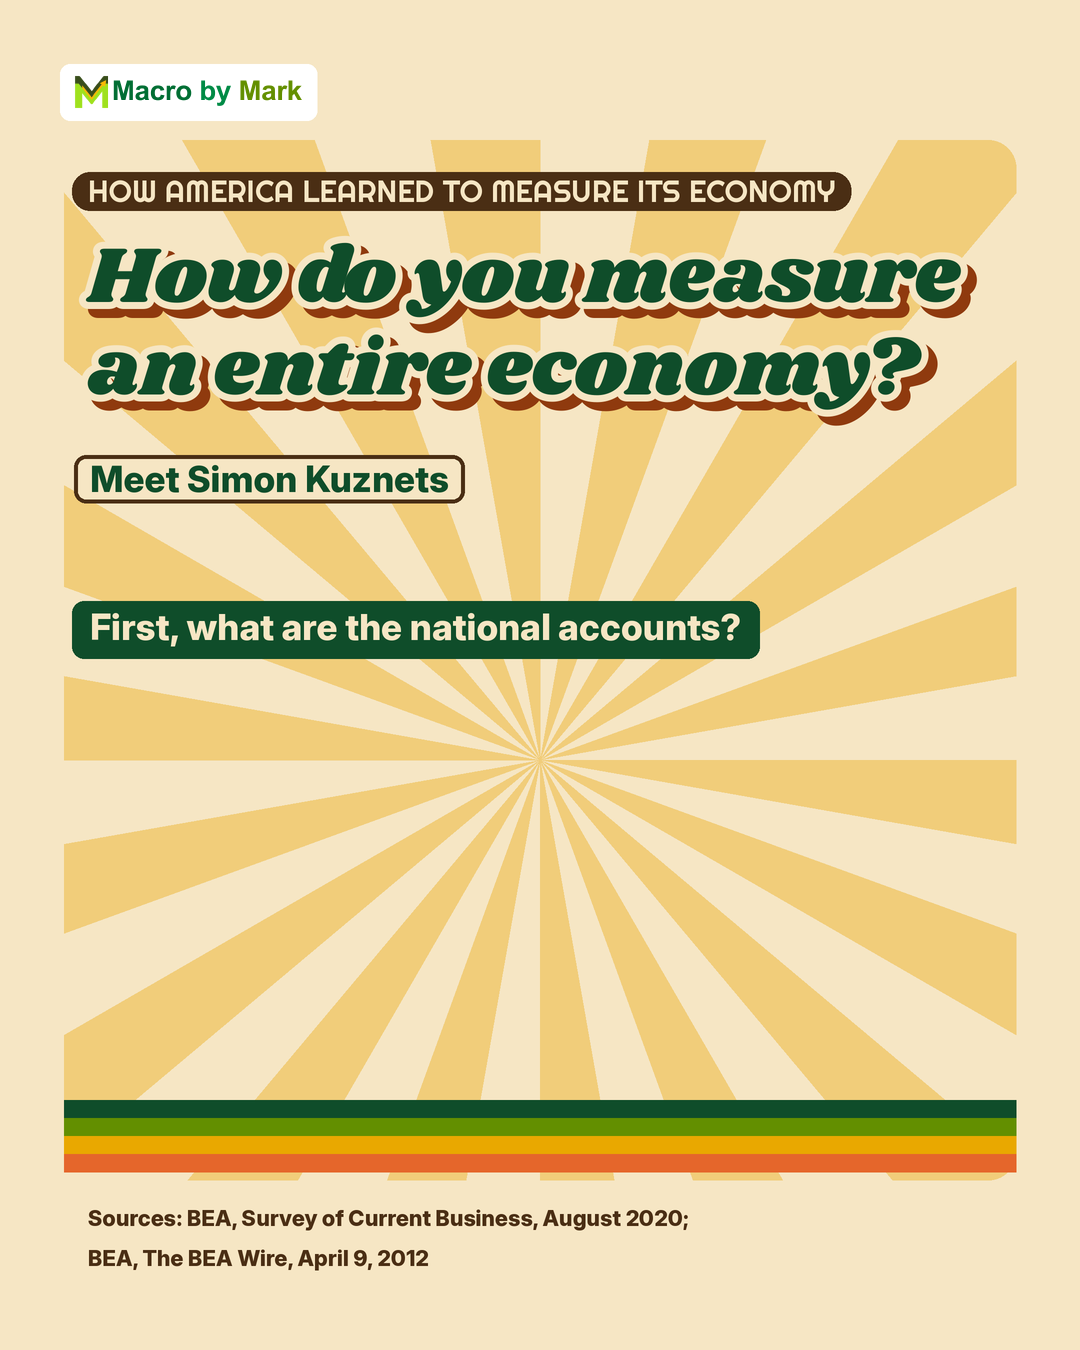 Macro by Mark
HOW AMERICA LEARNED TO MEASURE ITS ECONOMY
How do you measure
an entire economy?
Meet Simon Kuznets
First, what are the national accounts?
Sources: BEA, Survey of Current Business, August 2020;
BEA, The BEA Wire, April 9, 2012